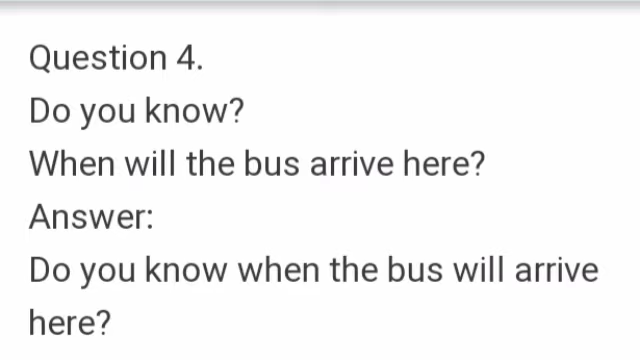 Question 4.
Do you know?
When will the bus arrive here?
Answer:
Do you know when the bus will arrive
here?